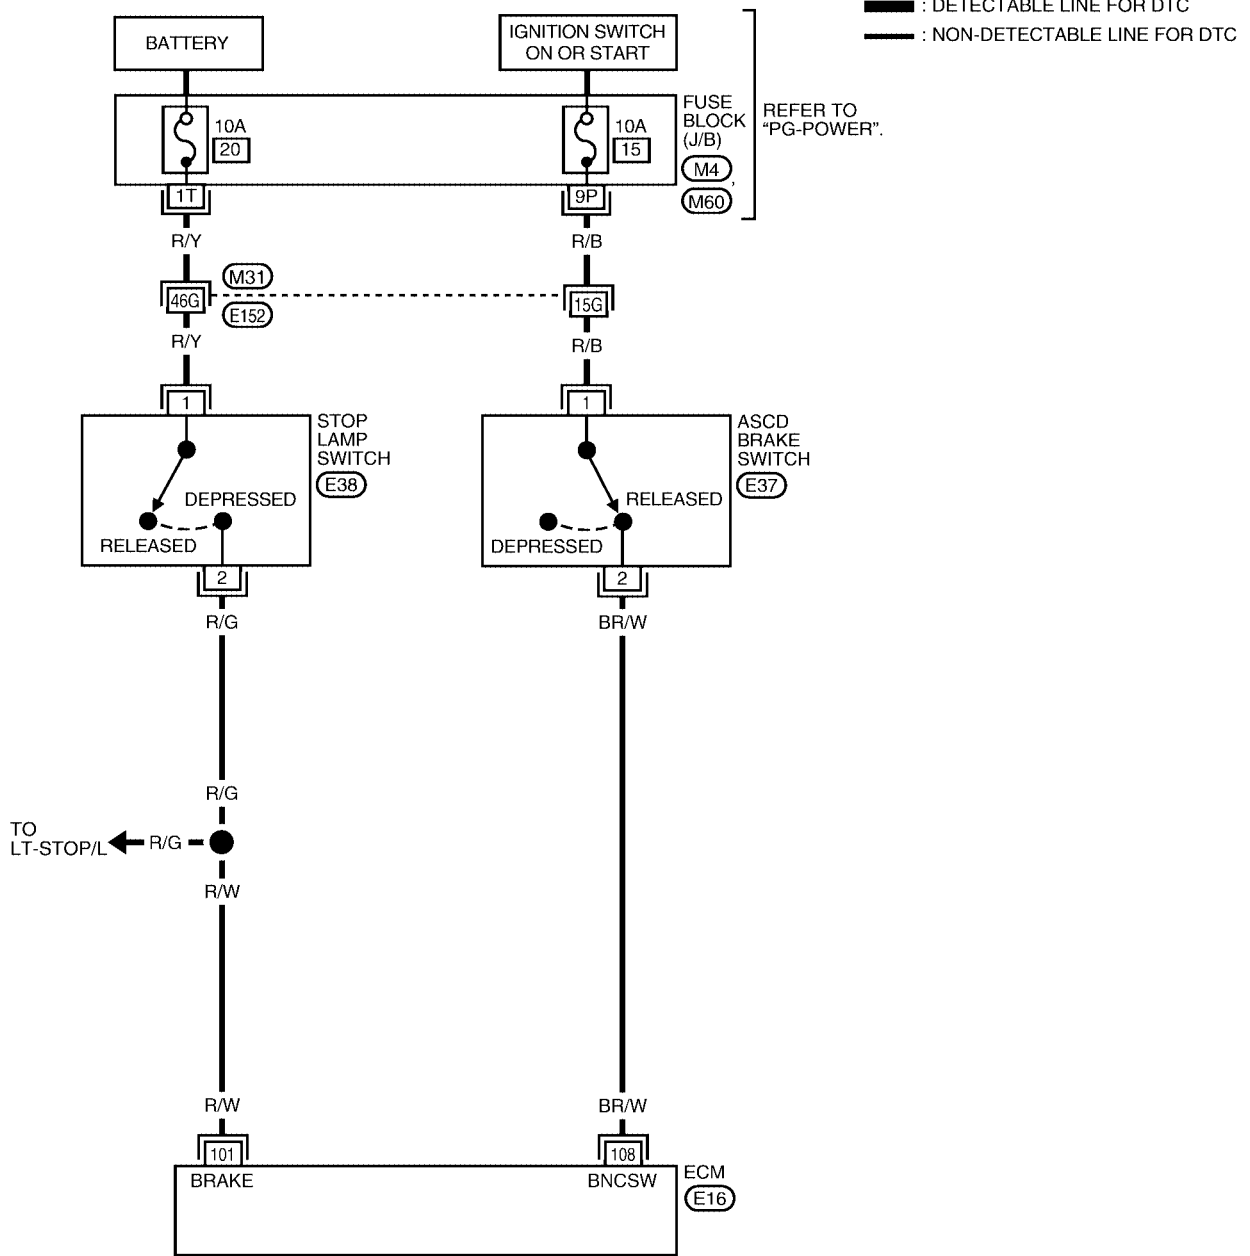 : DETECTABLE LINE FOR DTC
: NON-DETECTABLE LINE FOR DTC
BATTERY
IGNITION SWITCH
ON OR START
10A
20
10A
15
FUSE
BLOCK
(J/B)
M4
,
M60
REFER TO
“PG-POWER”.
1T
9P
R/Y
R/B
M31
46G
15G
E152
R/Y
R/B
1
1
STOP
LAMP
SWITCH
E38
DEPRESSED
RELEASED
ASCD
BRAKE
SWITCH
E37
RELEASED
DEPRESSED
2
2
R/G
BR/W
R/G
TO
LT-STOP/L
R/G
R/W
R/W
BR/W
101
108
BRAKE
BNCSW
ECM
E16